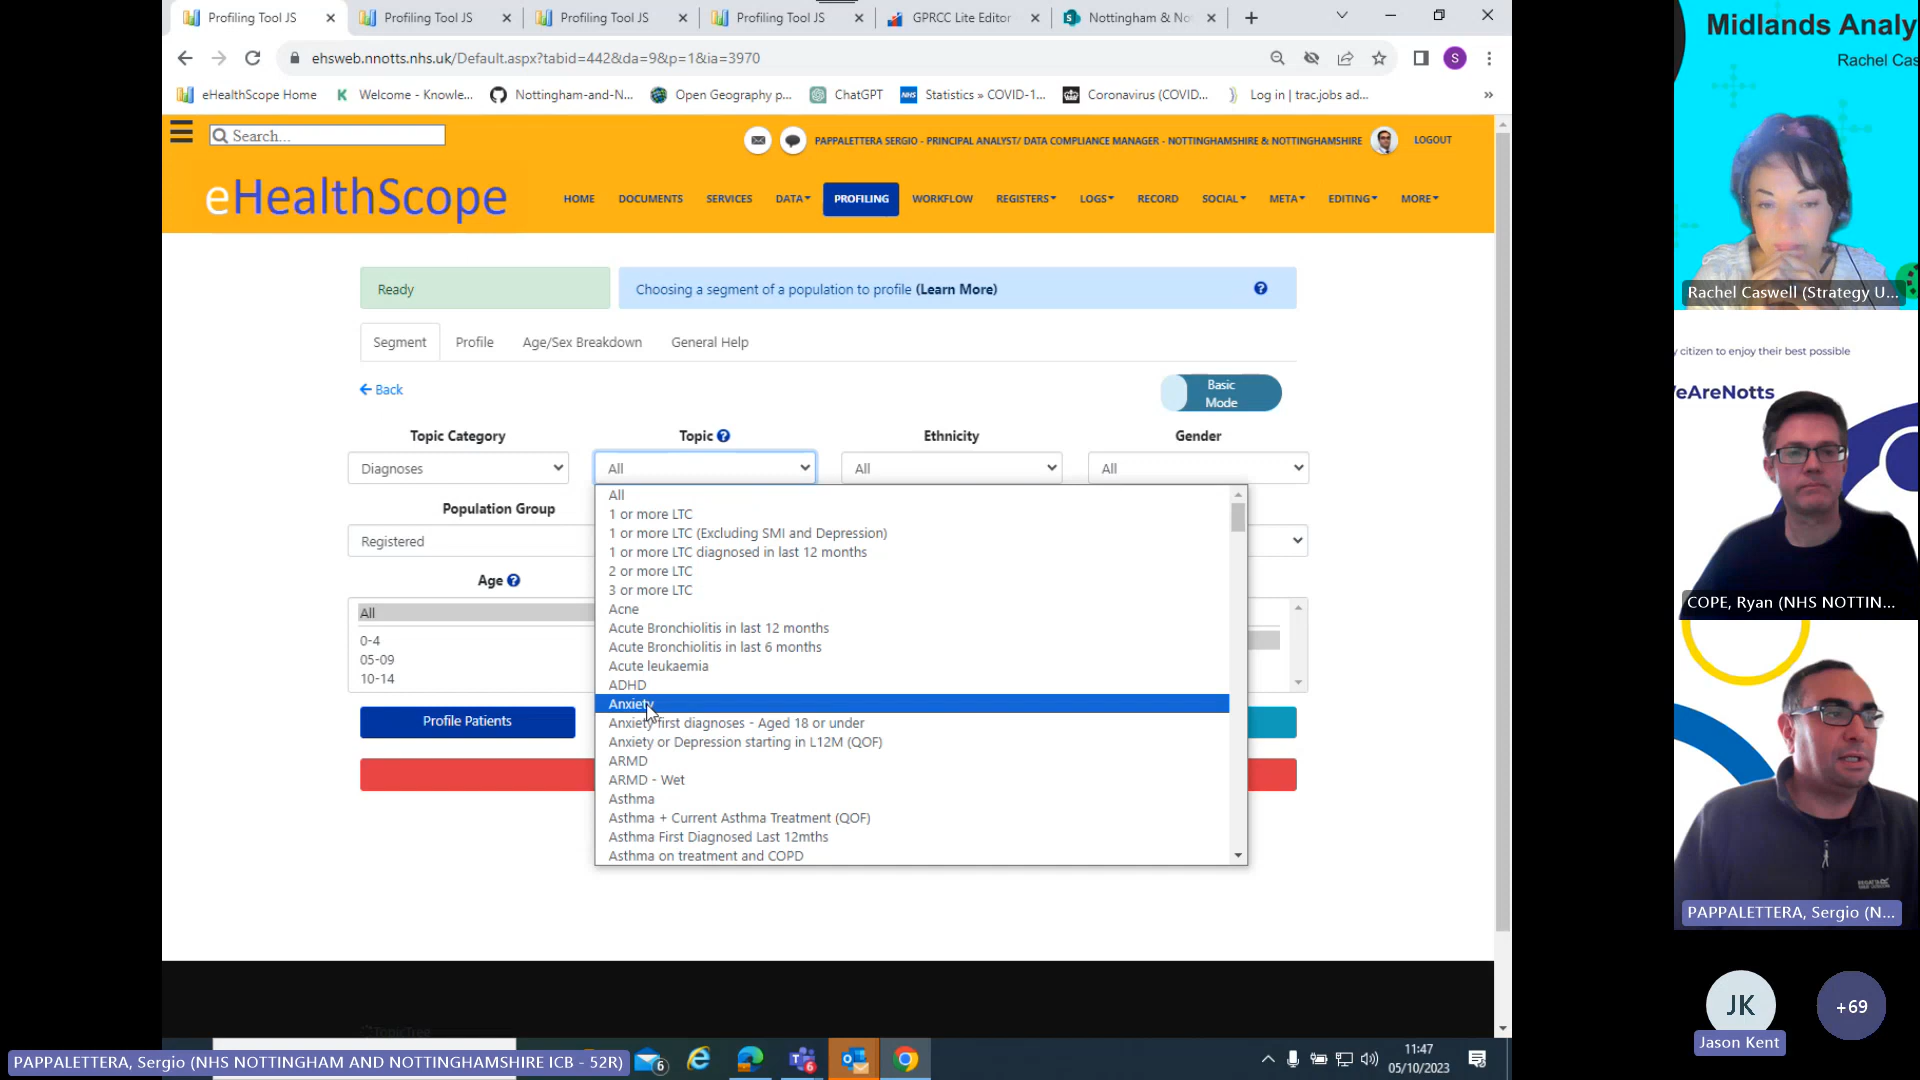 Profiling Tool JS
Profiling Tool JS
Profiling Tool JS
Profiling Tool JS
GPRCC Lite Editor
Nottingham & No
ehsweb.nnotts.nhs.uk/Default.aspx?tabid=442&da=9&p=1&ia=3970
S
eHealthScope Home
Welcome - Knowle...
Nottingham-and-N...
Open Geography p...
ChatGPT
NHS
Statistics » COVID-1...
Coronavirus (COVID...
Log in | trac.jobs ad...
»
Search...
PAPPALETTERA SERGIO - PRINCIPAL ANALYST/ DATA COMPLIANCE MANAGER - NOTTINGHAMSHIRE & NOTTINGHAMSHIRE
LOGOUT
eHealthScope
HOME
DOCUMENTS
SERVICES
DATA
PROFILING
WORKFLOW
REGISTERS
LOGS
RECORD
SOCIAL
META
EDITING
MORE
Ready
Choosing a segment of a population to profile (Learn More)
Segment
Profile
Age/Sex Breakdown
General Help
Back
Basic
Mode
Topic Category
Topic
Ethnicity
Gender
Diagnoses
All
All
All
Population Group
Registered
Age
All
0-4
05-09
10-14
Profile Patients
All
1 or more LTC
1 or more LTC (Excluding SMI and Depression)
1 or more LTC diagnosed in last 12 months
2 or more LTC
3 or more LTC
Acne
Acute Bronchiolitis in last 12 months
Acute Bronchiolitis in last 6 months
Acute leukaemia
ADHD
Anxiety
Anxiety first diagnoses - Aged 18 or under
Anxiety or Depression starting in L12M (QOF)
ARMD
ARMD - Wet
Asthma
Asthma + Current Asthma Treatment (QOF)
Asthma First Diagnosed Last 12mths
Asthma on treatment and COPD
TopicTree
PAPPALETTERA, Sergio (NHS NOTTINGHAM AND NOTTINGHAMSHIRE ICB - 52R)
6
6
11:47
05/10/2023
Midlands Analy
Rachel Cas
Rachel Caswell (Strategy U...
citizen to enjoy their best possible
eAreNotts
COPE, Ryan (NHS NOTTIN...
PAPPALETTERA, Sergio (N...
JK
+69
Jason Kent